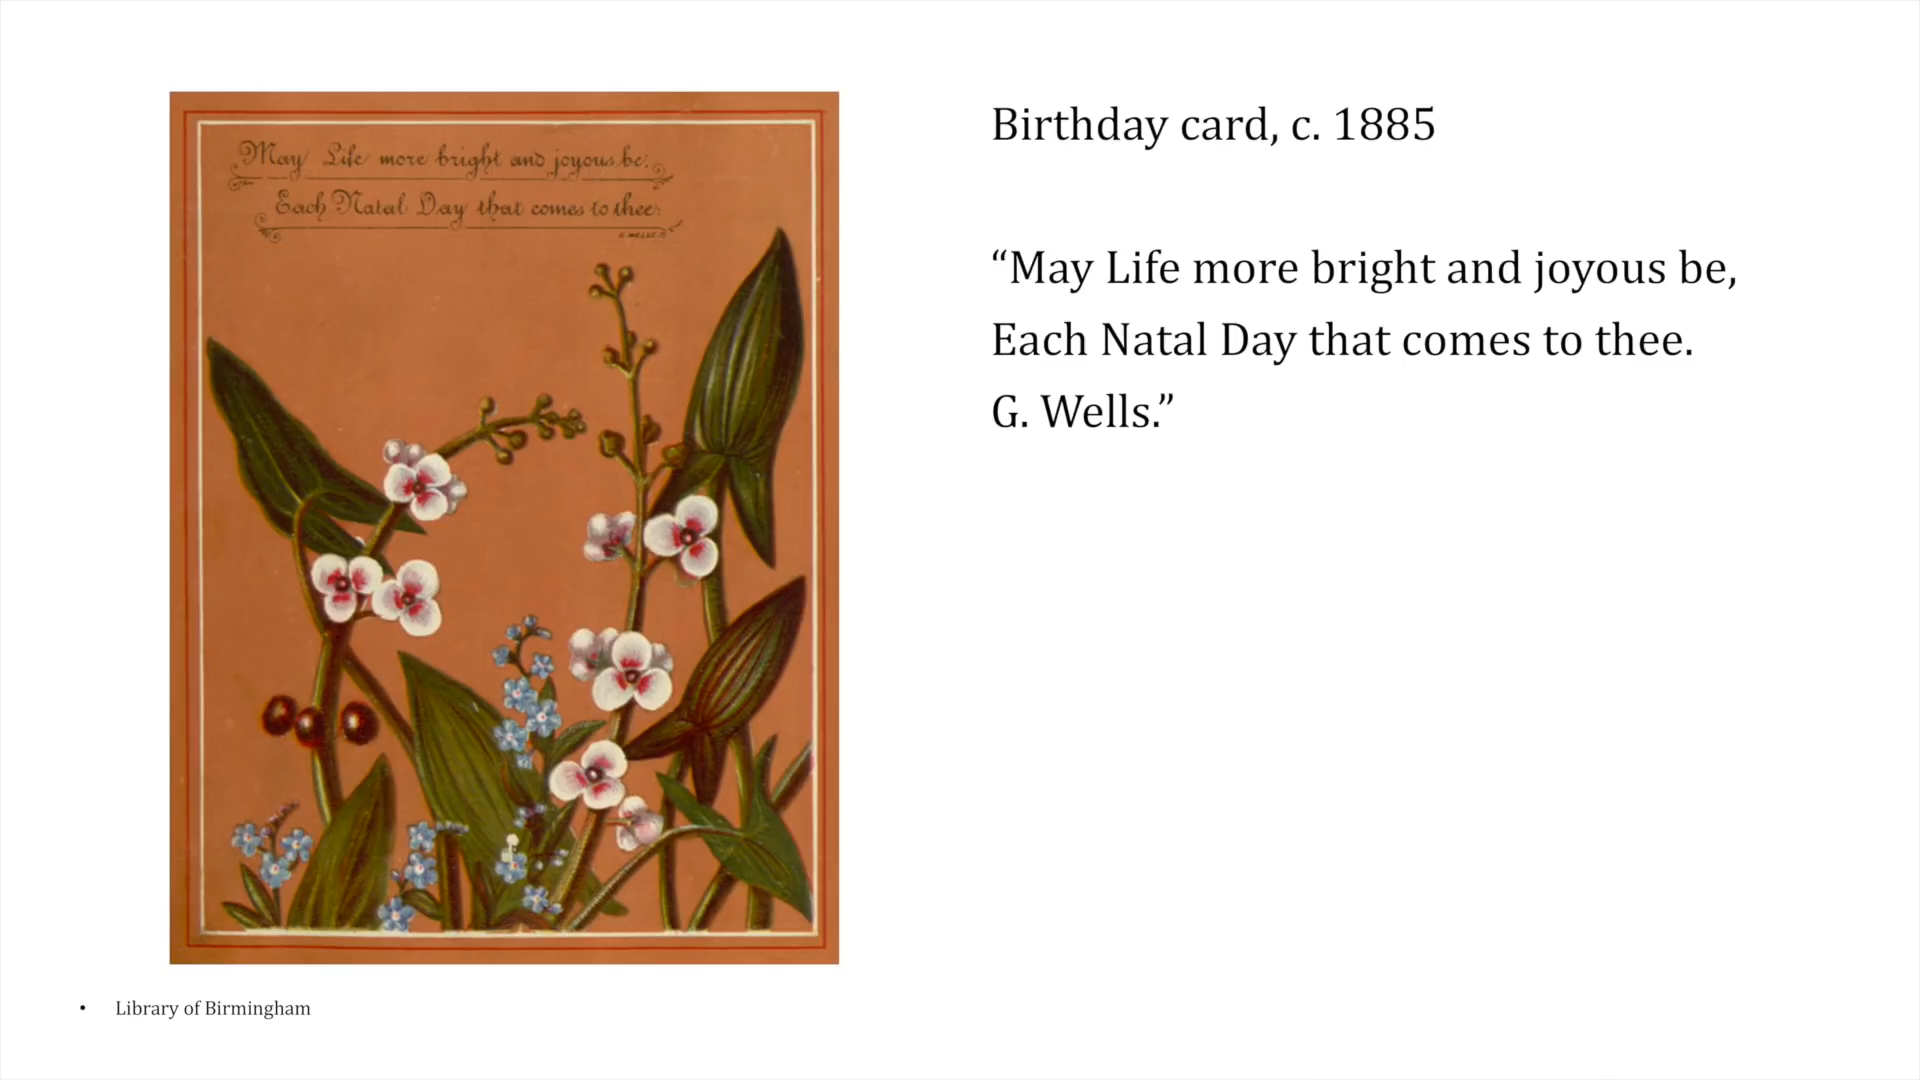 May Life more bright and joyous be.
Each Natal Day that comes to thee.
Birthday card, c. 1885
“May Life more bright and joyous be,
Each Natal Day that comes to thee.
G. Wells.”
• Library of Birmingham